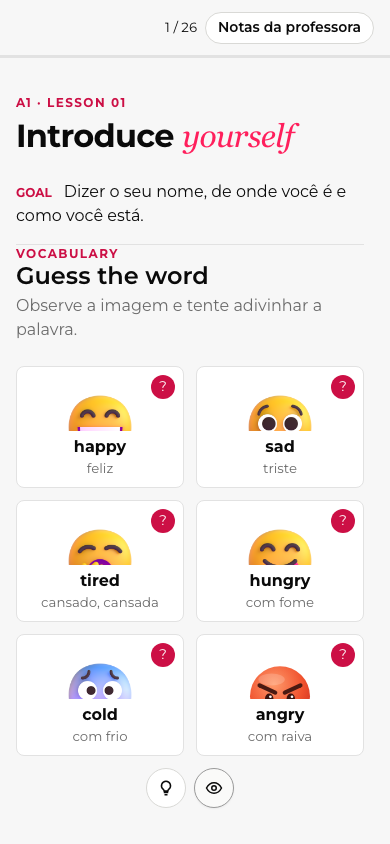 1 / 26
Notas da professora
A1 · LESSON 01
Introduce yourself
GOAL Dizer o seu nome, de onde você é e
como você está.
VOCABULARY
Guess the word
Observe a imagem e tente adivinhar a
palavra.
?
?
happy
sad
feliz
triste
?
?
tired
hungry
cansado, cansada
com fome
?
?
cold
angry
com frio
com raiva